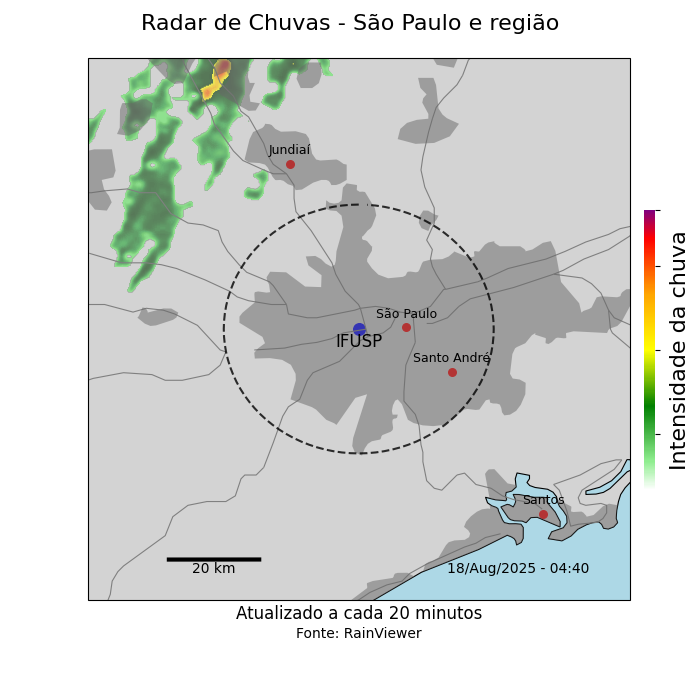 Radar de Chuvas - São Paulo e região
Jundiaí
São Paulo
IFUSP
Santo André
Santos
20 km
18/Aug/2025 - 04:40
Intensidade da chuva
Atualizado a cada 20 minutos
Fonte: RainViewer